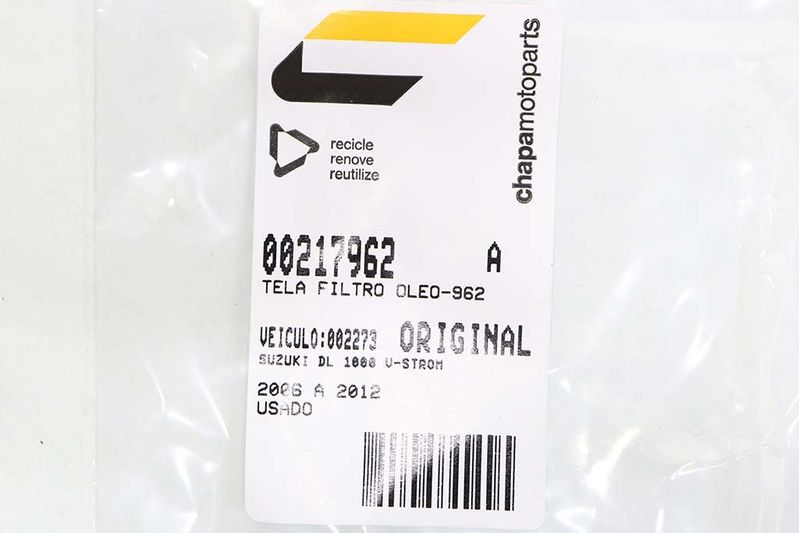 chapamotoparts
recicle
renove
reutilize
00217962 A
TELA FILTRO OLEO-962
VEICULO:002273 ORIGINAL
SUZUKI DL 1000 V-STROM
2006 A 2012
USADO